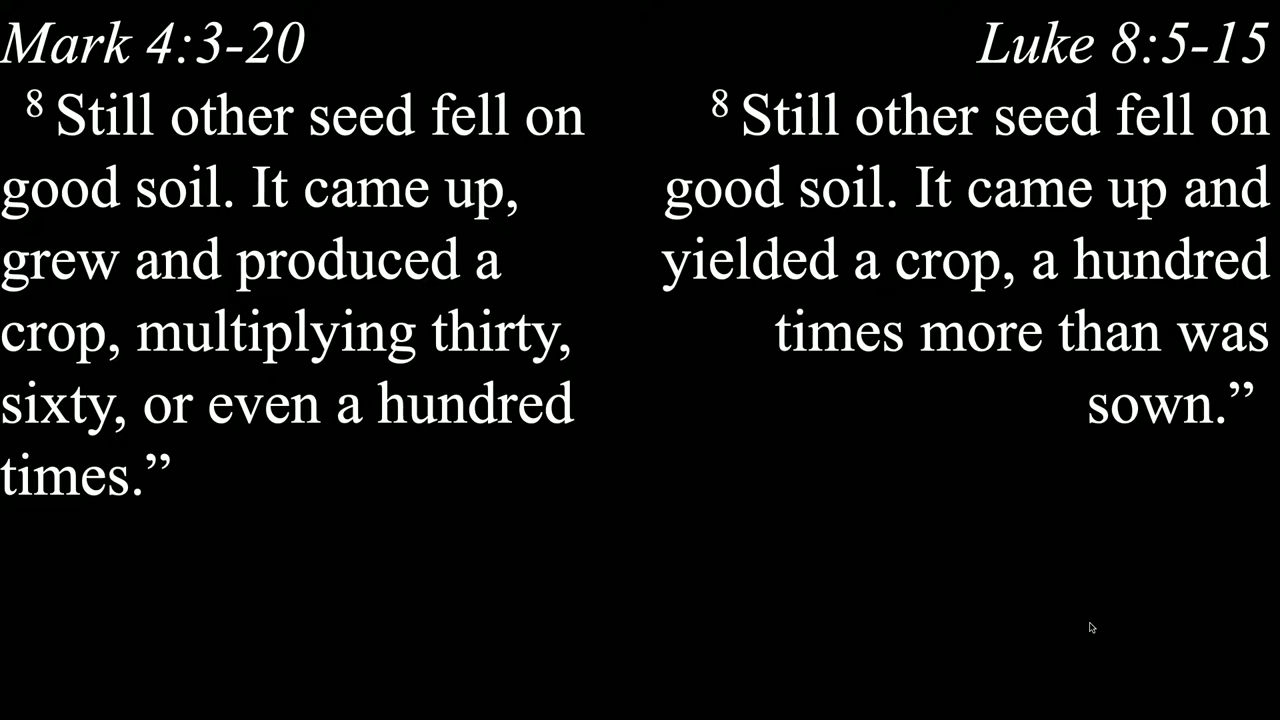 Mark 4:3-20
8 Still other seed fell on
good soil. It came up,
grew and produced a
crop, multiplying thirty,
sixty, or even a hundred
times.”
Luke 8:5-15
8 Still other seed fell on
good soil. It came up and
yielded a crop, a hundred
times more than was
sown.”